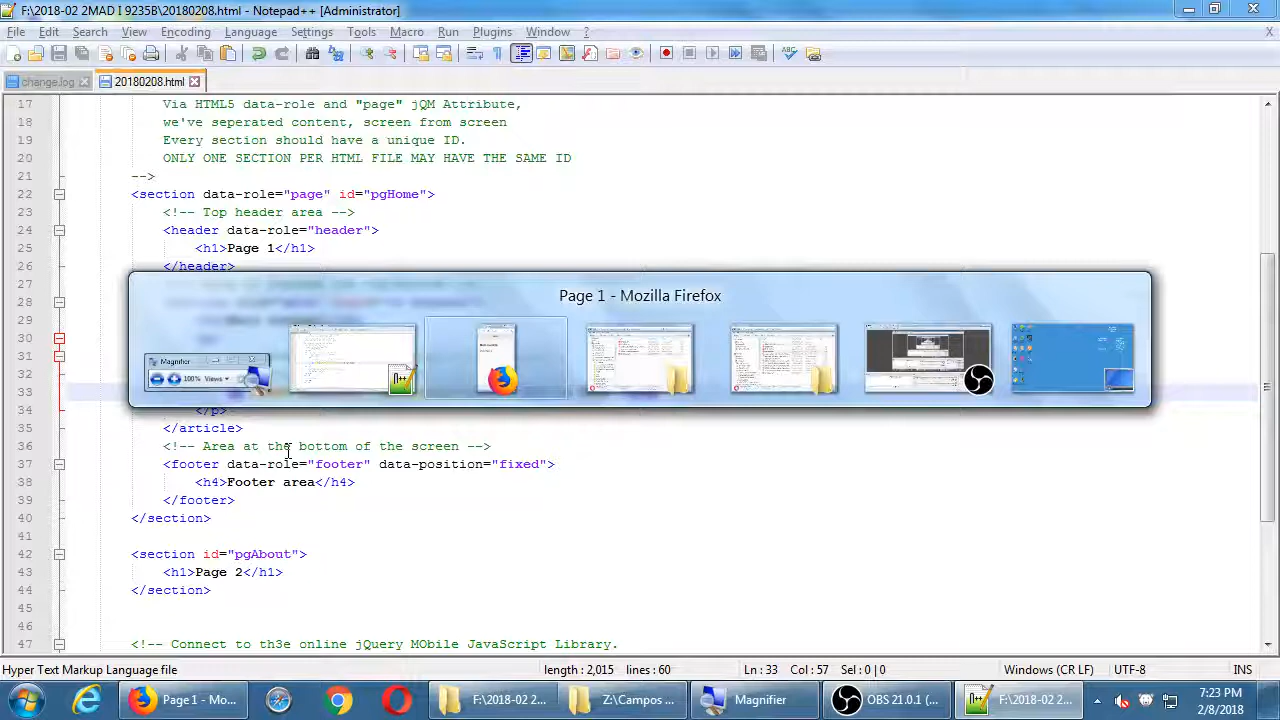 F:\2018-02 2MAD I 9235B\20180208.html - Notepad++ [Administrator]
File Edit Search View Encoding Language Settings Tools Macro Run Plugins Window ? X
change.log 20180208.html
17 Via HTML5 data-role and "page" jQM Attribute,
18 we've seperated content, screen from screen
19 Every section should have a unique ID.
20 ONLY ONE SECTION PER HTML FILE MAY HAVE THE SAME ID
21 -->
22 <section data-role="page" id="pgHome">
23 <!-- Top header area -->
24 <header data-role="header">
25 <h1>Page 1</h1>
26 </header>
27
28
29
30
31
32
33
34 </p>
35 </article>
36 <!-- Area at the bottom of the screen -->
37 <footer data-role="footer" data-position="fixed">
38 <h4>Footer area</h4>
39 </footer>
40 </section>
41
42 <section id="pgAbout">
43 <h1>Page 2</h1>
44 </section>
45
46
47 <!-- Connect to th3e online jQuery MObile JavaScript Library.
Page 1 - Mozilla Firefox
Magnifier
100% Views
Hyper Text Markup Language file length : 2,015 lines : 60 Ln : 33 Col : 57 Sel : 0 | 0 Windows (CR LF) UTF-8 INS
Page 1 - Mo... F:\2018-02 2... Z:\Campos ... Magnifier OBS 21.0.1 (... F:\2018-02 2...
7:23 PM
2/8/2018